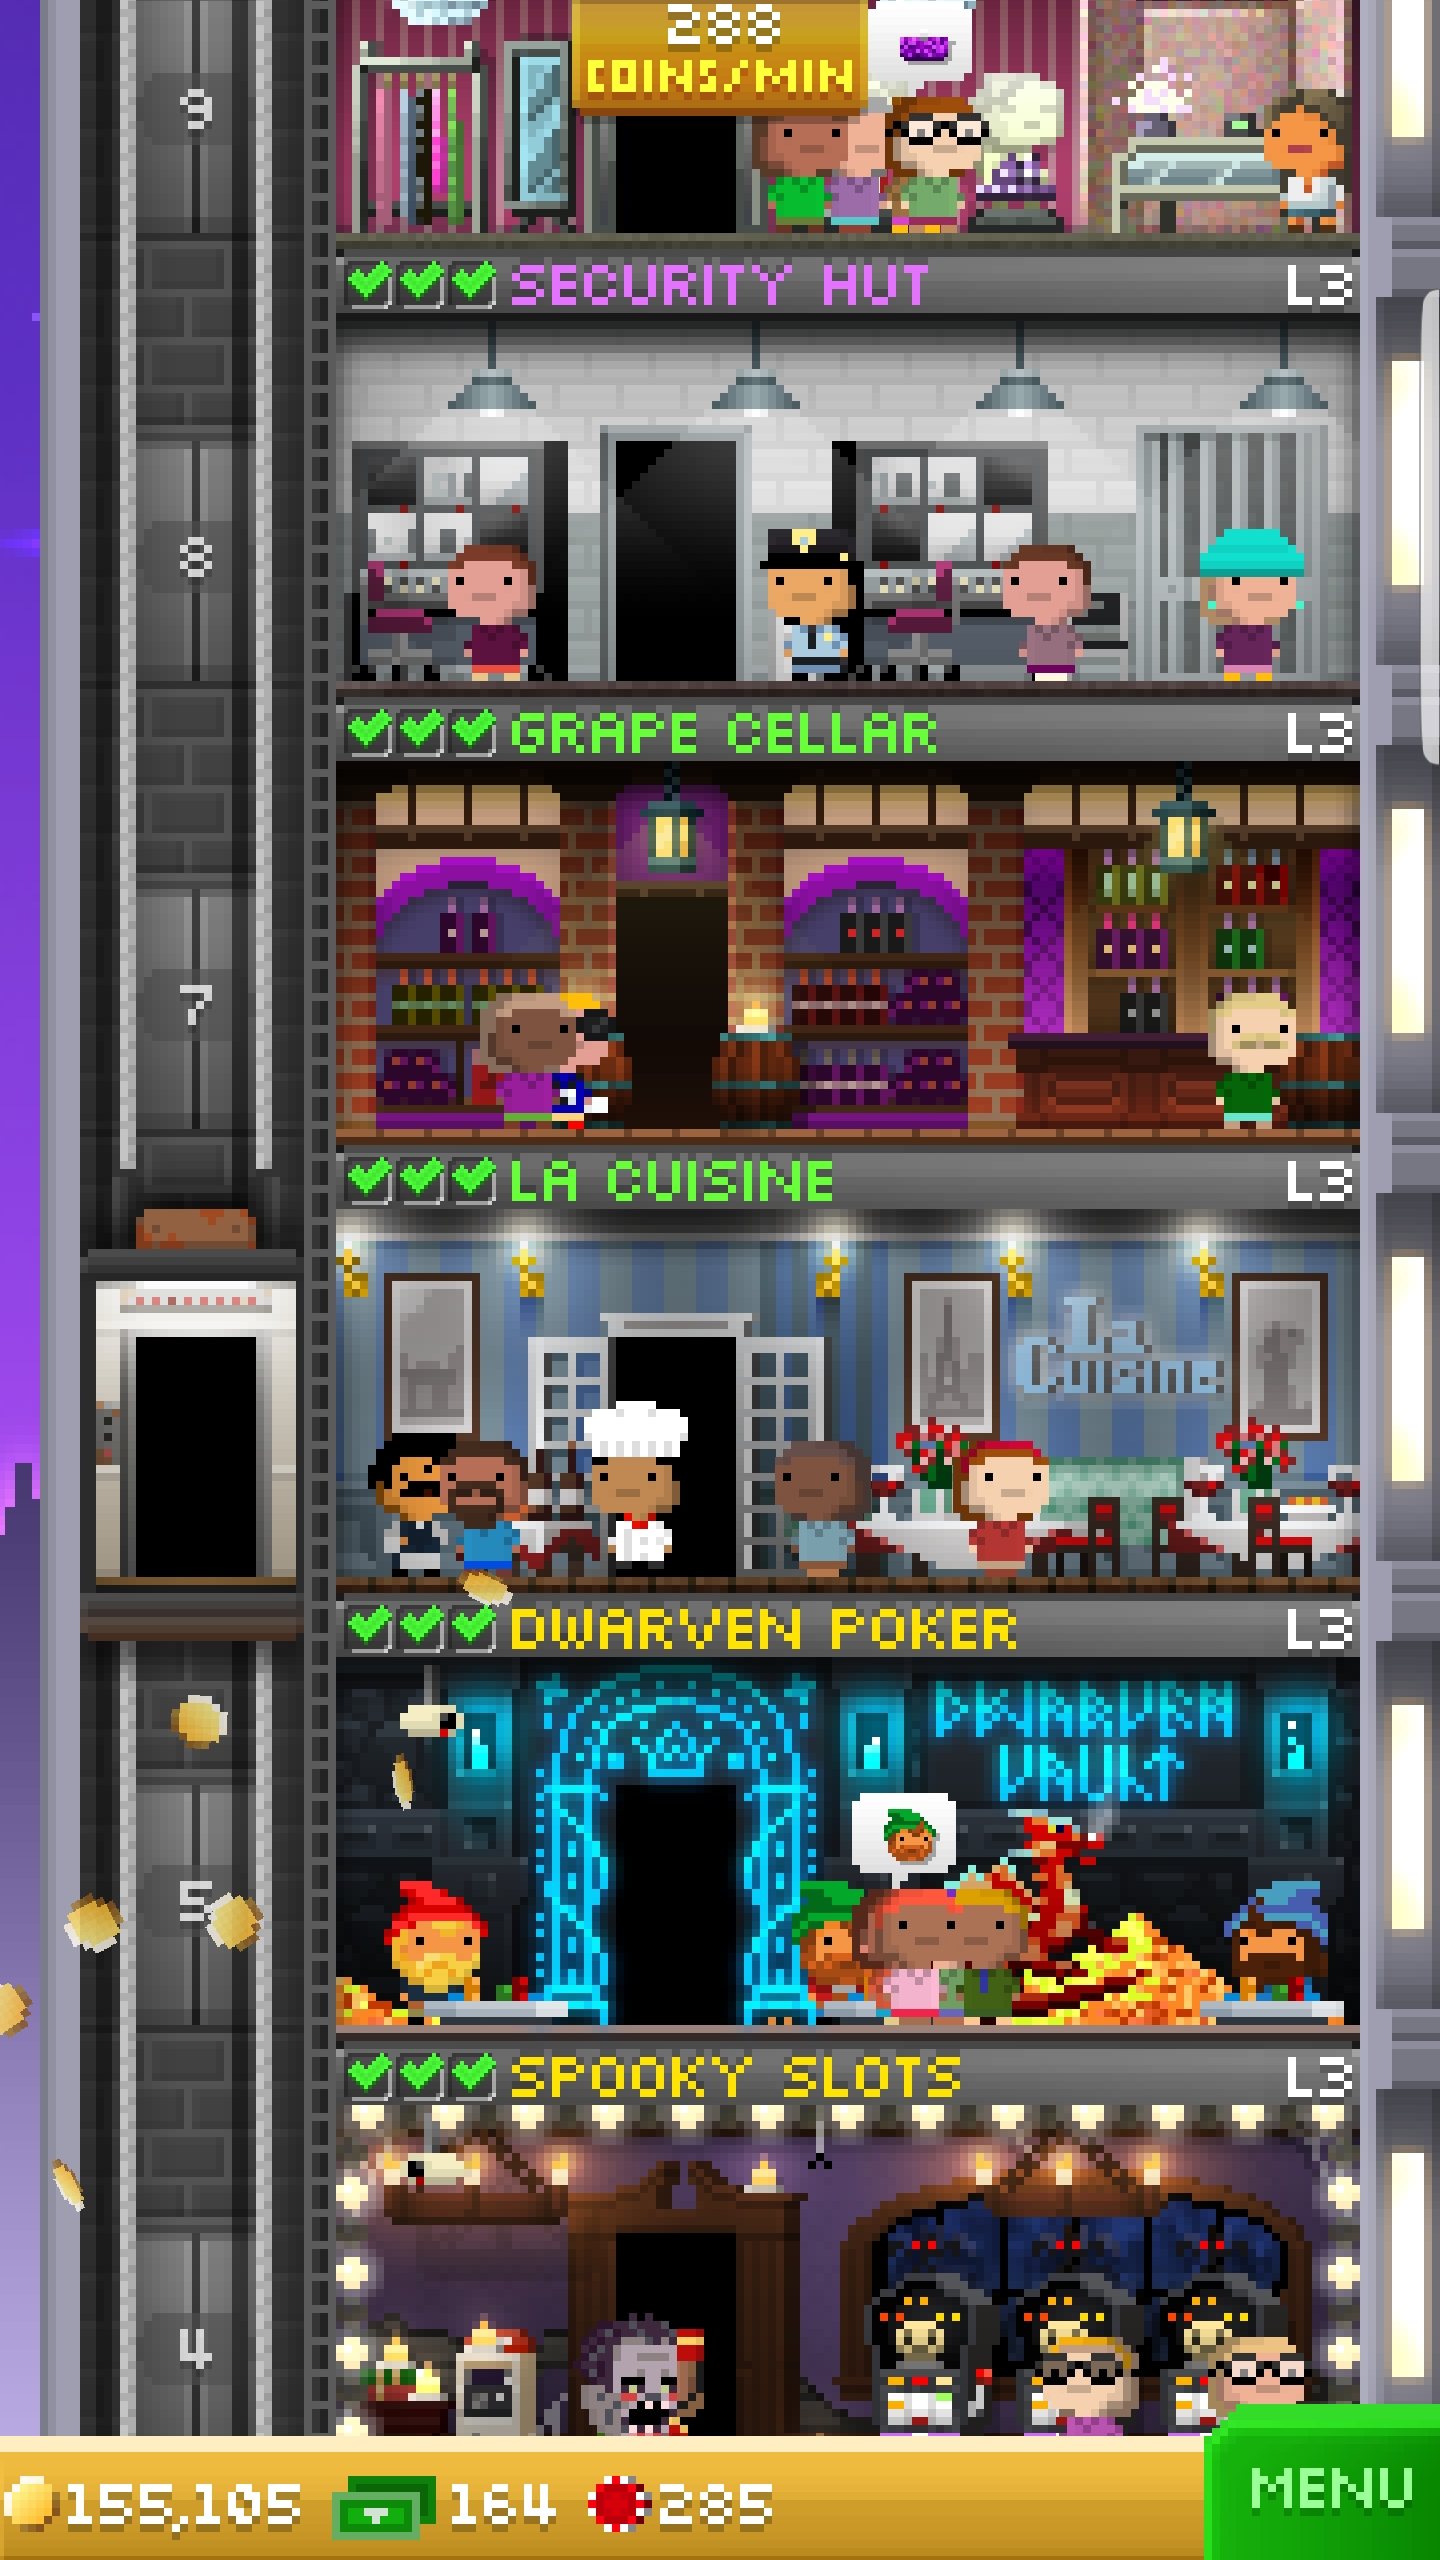 288
COINS/MIN
9
SECURITY HUT L3
8
GRAPE CELLAR L3
7
LA CUISINE L3
La
Cuisine
DWARVEN POKER L3
DWARVEN
VAULT
5
SPOOKY SLOTS L3
4
155,105 164 285
MENU